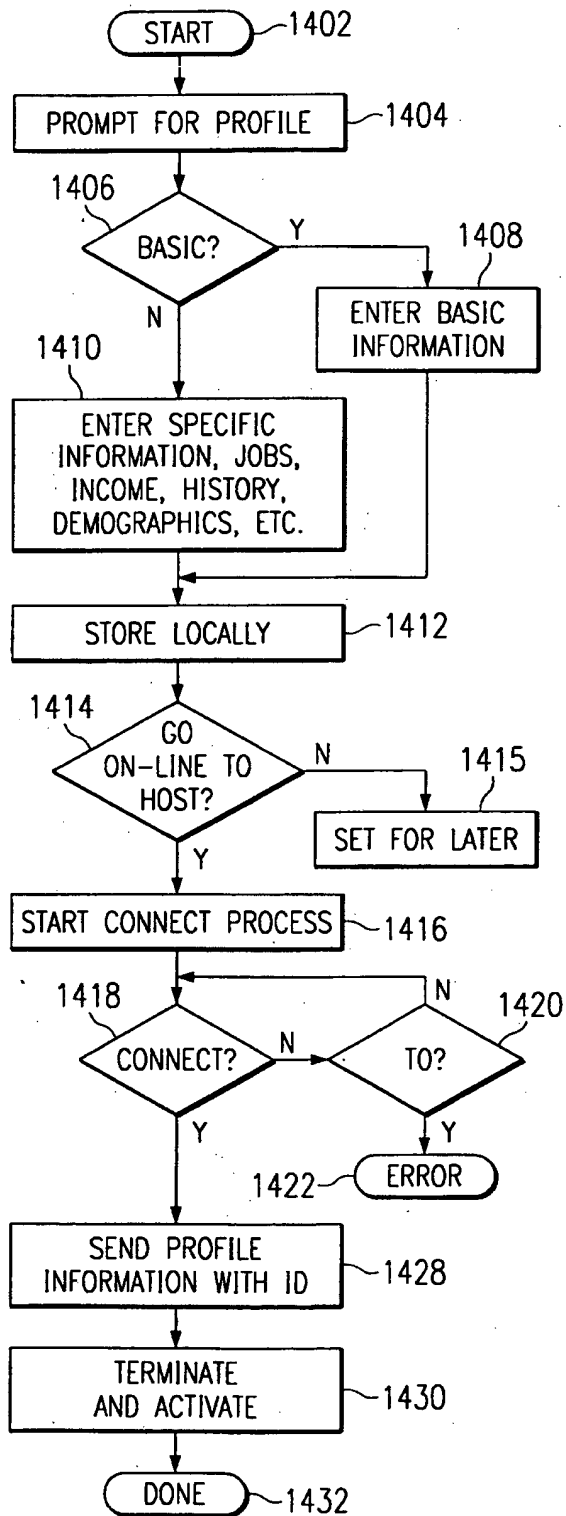 START
1402
PROMPT FOR PROFILE
1404
1406
BASIC?
Y
N
1408
ENTER BASIC
INFORMATION
1410
ENTER SPECIFIC
INFORMATION, JOBS,
INCOME, HISTORY,
DEMOGRAPHICS, ETC.
STORE LOCALLY
1412
1414
GO
ON-LINE TO
HOST?
N
Y
1415
SET FOR LATER
START CONNECT PROCESS
1416
1418
CONNECT?
N
Y
N
1420
TO?
Y
1422
ERROR
SEND PROFILE
INFORMATION WITH ID
1428
TERMINATE
AND ACTIVATE
1430
DONE
1432